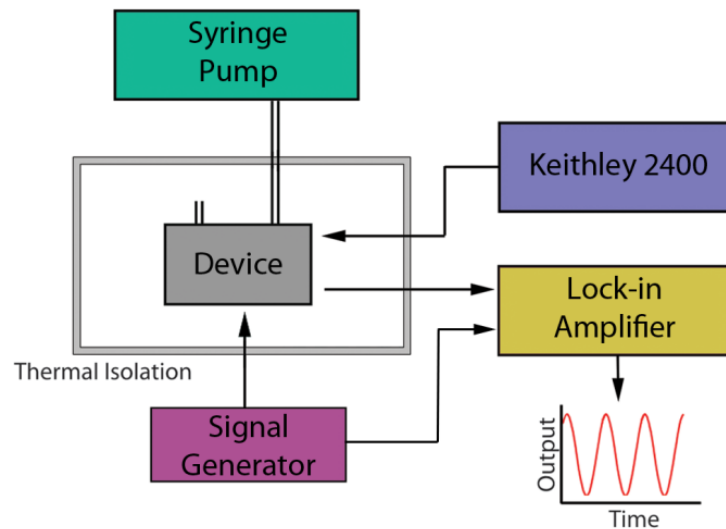 Syringe
Pump
Keithley 2400
Device
Lock-in
Amplifier
Thermal Isolation
Signal
Generator
Output
Time